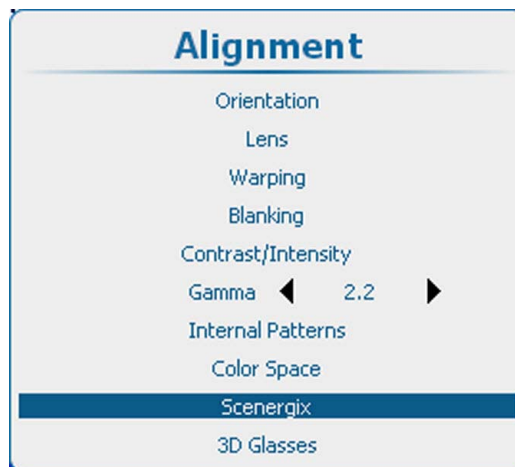 Alignment
Orientation
Lens
Warping
Blanking
Contrast/Intensity
Gamma 2.2
Internal Patterns
Color Space
Scenergix
3D Glasses